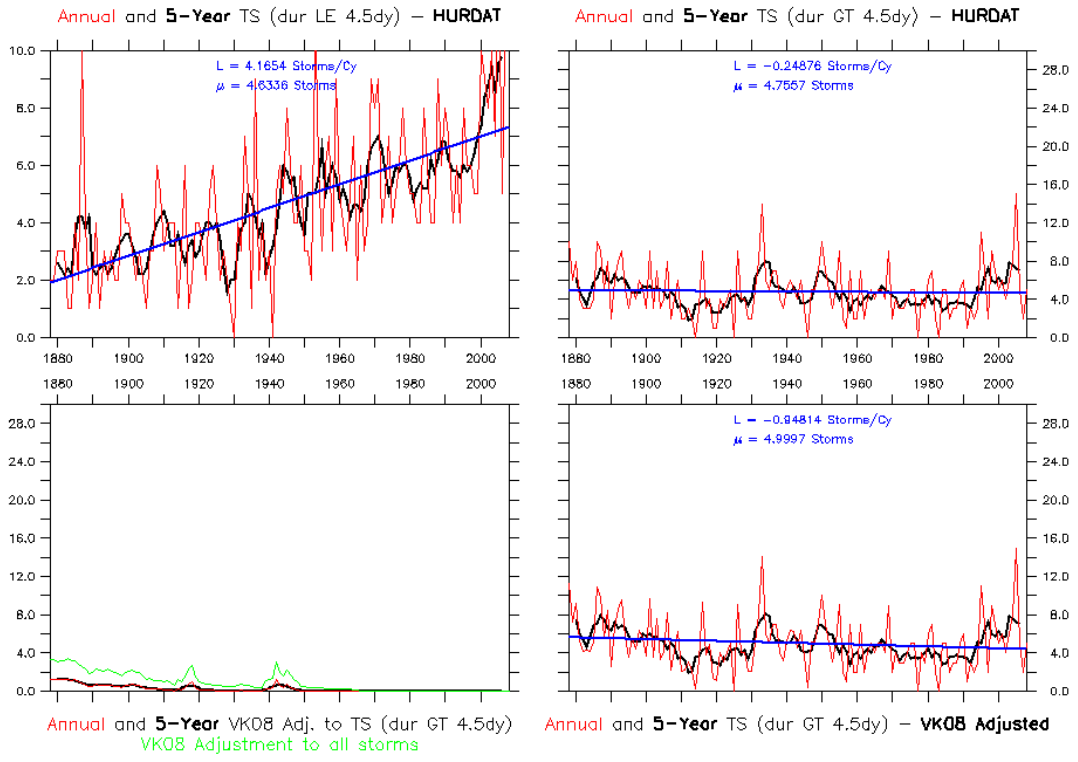 Annual and 5-Year TS (dur LE 4.5dy) - HURDAT
Annual and 5-Year TS (dur GT 4.5dy) - HURDAT
L = 4.1654 Storms/Cy
μ = 4.6336 Storms
L = -0.24876 Storms/Cy
μ = 4.7557 Storms
10.0
8.0
6.0
4.0
2.0
0.0
28.0
24.0
20.0
16.0
12.0
8.0
4.0
0.0
1880 1900 1920 1940 1960 1980 2000
1880 1900 1920 1940 1960 1980 2000
1880 1900 1920 1940 1960 1980 2000
1880 1900 1920 1940 1960 1980 2000
28.0
24.0
20.0
16.0
12.0
8.0
4.0
0.0
L = -0.94814 Storms/Cy
μ = 4.9997 Storms
28.0
24.0
20.0
16.0
12.0
8.0
4.0
0.0
Annual and 5-Year VK08 Adj. to TS (dur GT 4.5dy)
VK08 Adjustment to all storms
Annual and 5-Year TS (dur GT 4.5dy) - VK08 Adjusted